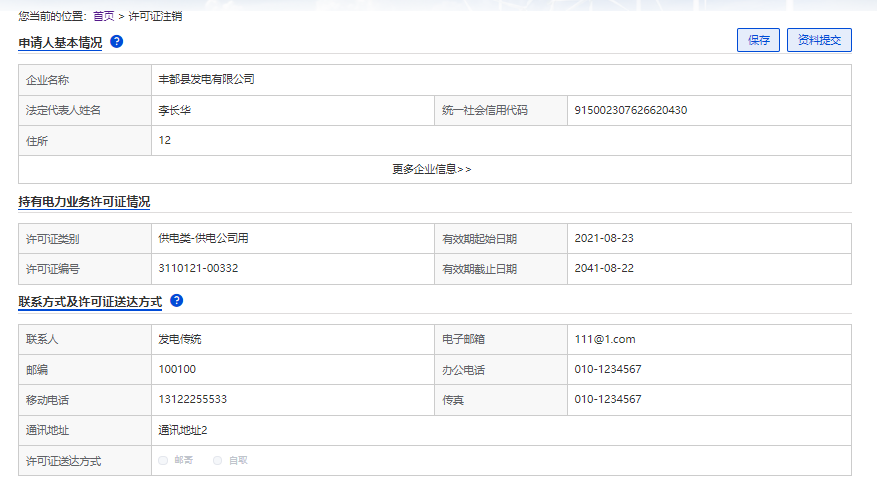 您当前的位置：首页 > 许可证注销
申请人基本情况 ? 保存 资料提交
企业名称 丰都县发电有限公司
法定代表人姓名 李长华 统一社会信用代码 915002307626620430
住所 12
更多企业信息>>
持有电力业务许可证情况
许可证类别 供电类-供电公司用 有效期起始日期 2021-08-23
许可证编号 3110121-00332 有效期截止日期 2041-08-22
联系方式及许可证送达方式 ?
联系人 发电传统 电子邮箱 111@1.com
邮编 100100 办公电话 010-1234567
移动电话 13122255533 传真 010-1234567
通讯地址 通讯地址2
许可证送达方式 邮寄 自取